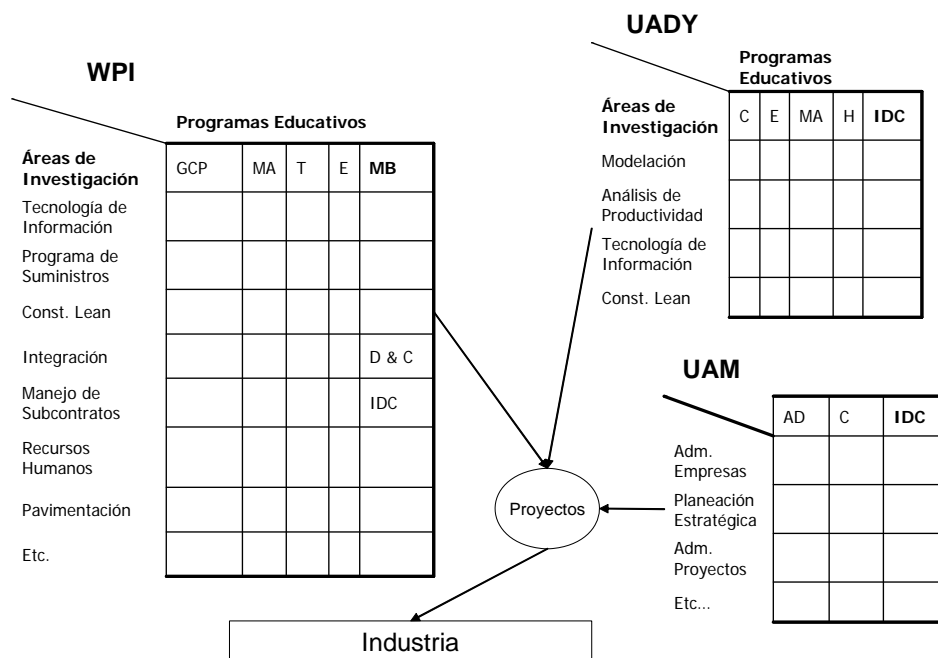 WPI
Programas Educativos
Áreas de
Investigación
GCP MA T E MB
Tecnología de
Información
Programa de
Suministros
Const. Lean
Integración
D & C
Manejo de
Subcontratos
IDC
Recursos
Humanos
Pavimentación
Etc.
UADY
Programas
Educativos
Áreas de
Investigación
C E MA H IDC
Modelación
Análisis de
Productividad
Tecnología de
Información
Const. Lean
UAM
AD C IDC
Adm.
Empresas
Planeación
Estratégica
Adm.
Proyectos
Etc...
Proyectos
Industria